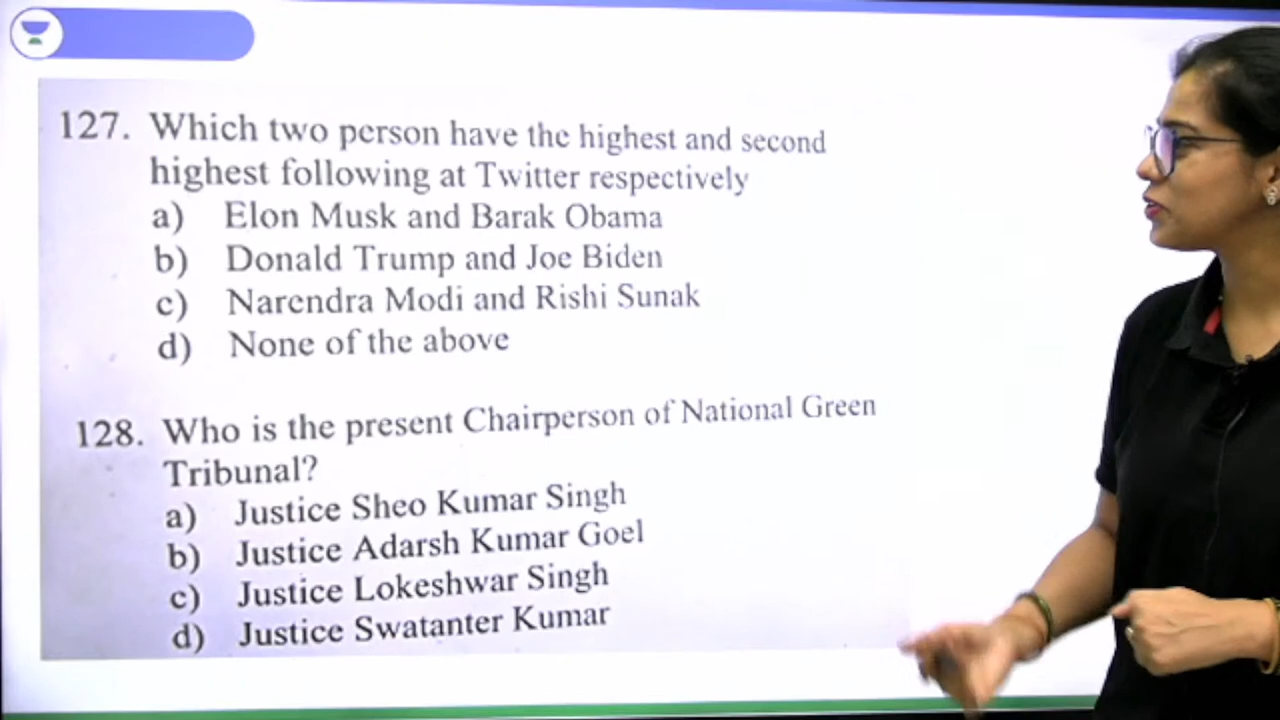 127. Which two person have the highest and second
highest following at Twitter respectively
a) Elon Musk and Barak Obama
b) Donald Trump and Joe Biden
c) Narendra Modi and Rishi Sunak
d) None of the above
128. Who is the present Chairperson of National Green
Tribunal?
a) Justice Sheo Kumar Singh
b) Justice Adarsh Kumar Goel
c) Justice Lokeshwar Singh
d) Justice Swatanter Kumar